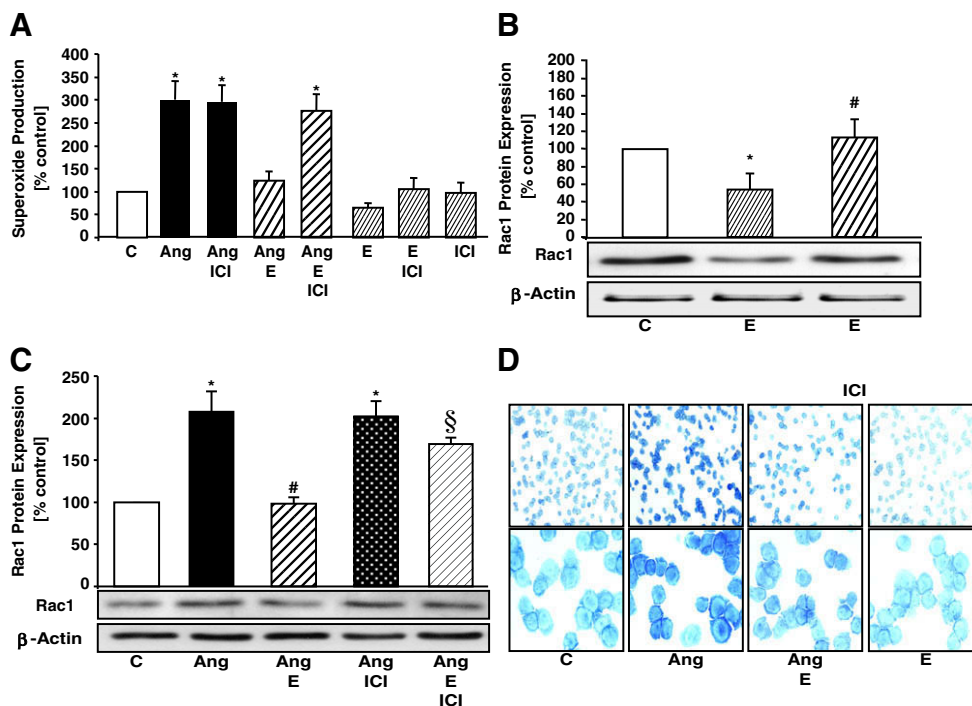 A
Superoxide Production
[% control]
400
350
300
250
200
150
100
50
0
* * *
C Ang Ang Ang Ang E E ICI
ICI E E ICI
ICI
B
Rac1 Protein Expression
[% control]
200
180
160
140
120
100
80
60
40
20
0
* #
Rac1
β-Actin
C E E
C
Rac1 Protein Expression
[% control]
250
200
150
100
50
0
* # * §
Rac1
β-Actin
C Ang Ang Ang Ang
E ICI E
ICI
D
ICI
C Ang Ang E
E